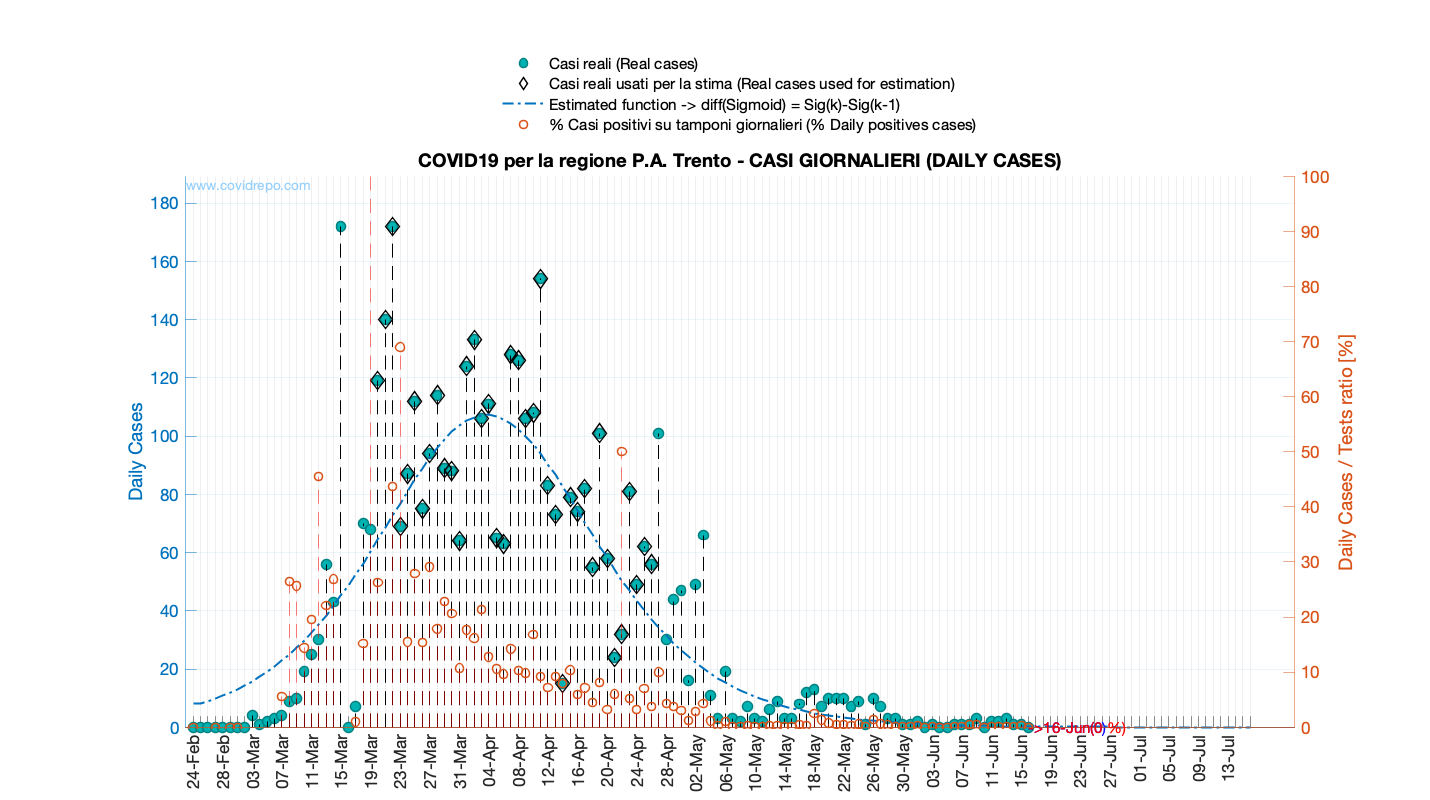 Casi reali (Real cases)
Casi reali usati per la stima (Real cases used for estimation)
Estimated function -> diff(Sigmoid) = Sig(k)-Sig(k-1)
% Casi positivi su tamponi giornalieri (% Daily positives cases)
COVID19 per la regione P.A. Trento - CASI GIORNALIERI (DAILY CASES)
www.covidrepo.com
180
160
140
120
100
80
60
40
20
0
Daily Cases
100
90
80
70
60
50
40
30
20
10
0
Daily Cases / Tests ratio [%]
->16-Jun(0 %)
24-Feb
28-Feb
03-Mar
07-Mar
11-Mar
15-Mar
19-Mar
23-Mar
27-Mar
31-Mar
04-Apr
08-Apr
12-Apr
16-Apr
20-Apr
24-Apr
28-Apr
02-May
06-May
10-May
14-May
18-May
22-May
26-May
30-May
03-Jun
07-Jun
11-Jun
15-Jun
19-Jun
23-Jun
27-Jun
01-Jul
05-Jul
09-Jul
13-Jul